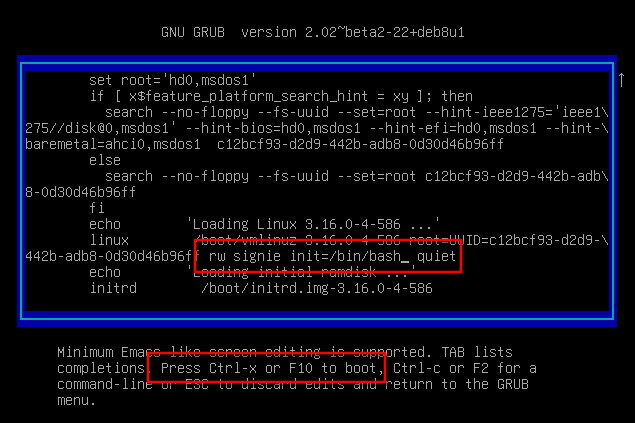 GNU GRUB  version 2.02~beta2-22+deb8u1
set root='hd0,msdos1'
if [ x$feature_platform_search_hint = xy ]; then
search --no-floppy --fs-uuid --set=root --hint-ieee1275='ieee1\
275//disk@0,msdos1' --hint-bios=hd0,msdos1 --hint-efi=hd0,msdos1 --hint-\
baremetal=ahci0,msdos1  c12bcf93-d2d9-442b-adb8-0d30d46b96ff
else
search --no-floppy --fs-uuid --set=root c12bcf93-d2d9-442b-adb\
8-0d30d46b96ff
fi
echo        'Loading Linux 3.16.0-4-586 ...'
linux        /boot/vmlinuz-3.16.0-4-586 root=UUID=c12bcf93-d2d9-\
442b-adb8-0d30d46b96ff rw signie init=/bin/bash_ quiet
echo        'Loading initial ramdisk ...'
initrd        /boot/initrd.img-3.16.0-4-586
Minimum Emacs-like screen editing is supported. TAB lists
completions. Press Ctrl-x or F10 to boot, Ctrl-c or F2 for a
command-line or ESC to discard edits and return to the GRUB
menu.